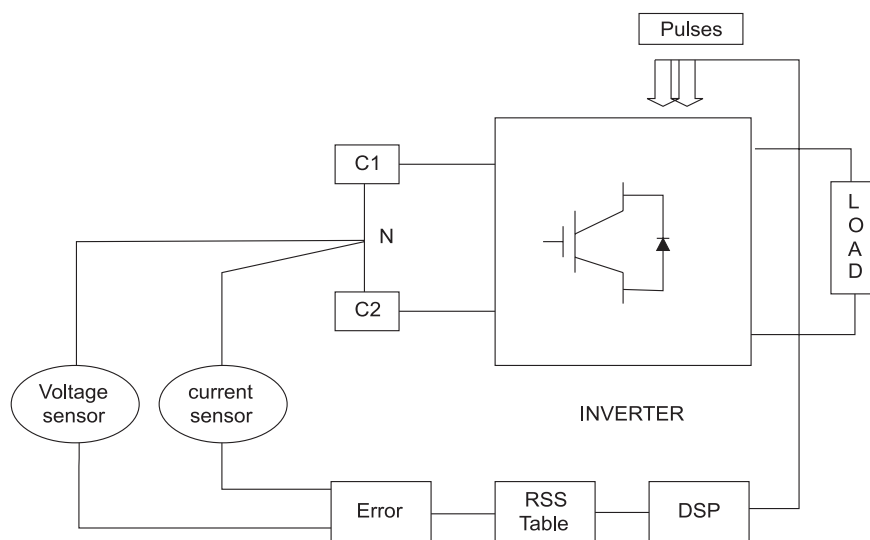 Pulses
C1
N
C2
L
O
A
D
Voltage
sensor
current
sensor
INVERTER
Error
RSS
Table
DSP